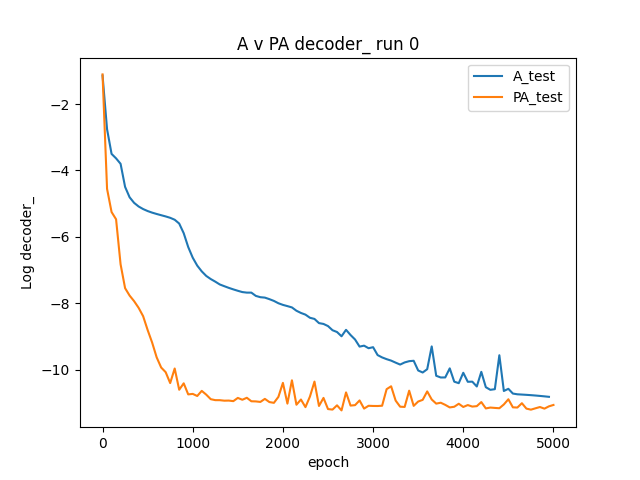 A v PA decoder_ run 0
A_test
PA_test
Log decoder_
−2
−4
−6
−8
−10
0
1000
2000
3000
4000
5000
epoch